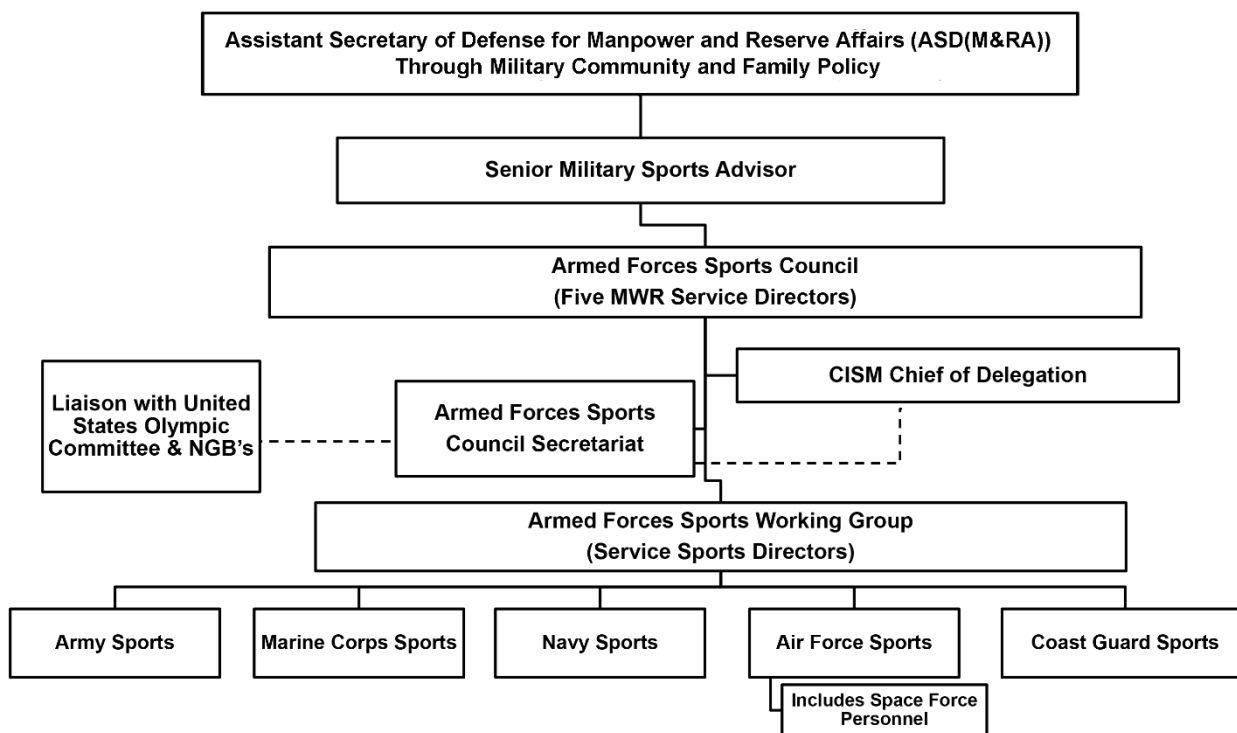 Assistant Secretary of Defense for Manpower and Reserve Affairs (ASD(M&RA))
Through Military Community and Family Policy
Senior Military Sports Advisor
Armed Forces Sports Council
(Five MWR Service Directors)
CISM Chief of Delegation
Liaison with United
States Olympic
Committee & NGB's
Armed Forces Sports
Council Secretariat
Armed Forces Sports Working Group
(Service Sports Directors)
Army Sports
Marine Corps Sports
Navy Sports
Air Force Sports
Coast Guard Sports
Includes Space Force
Personnel